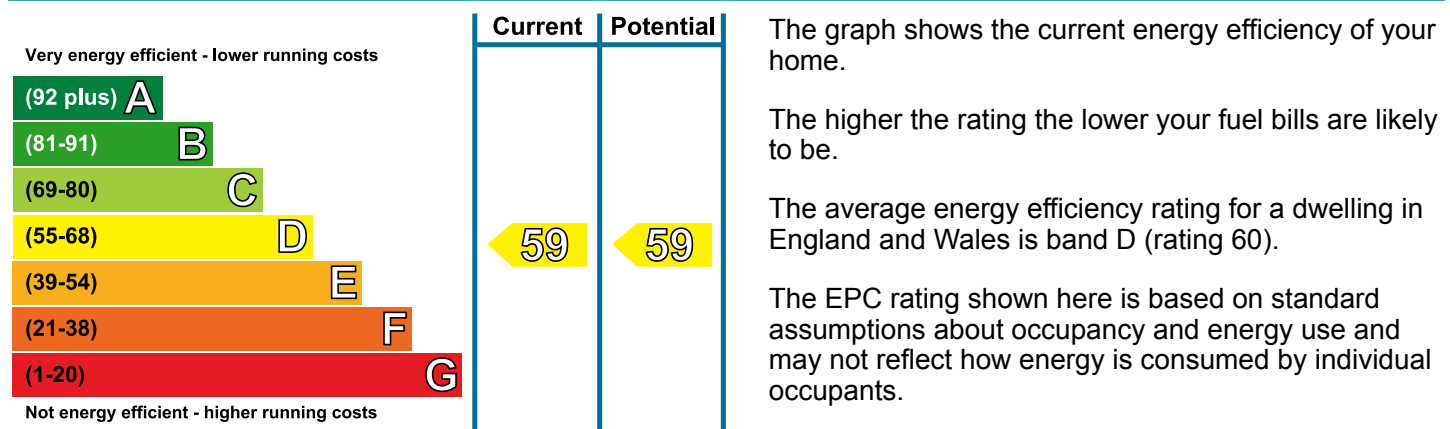 Current Potential
Very energy efficient - lower running costs
(92 plus) A
(81-91) B
(69-80) C
(55-68) D
(39-54) E
(21-38) F
(1-20) G
Not energy efficient - higher running costs
59 59
The graph shows the current energy efficiency of your
home.
The higher the rating the lower your fuel bills are likely
to be.
The average energy efficiency rating for a dwelling in
England and Wales is band D (rating 60).
The EPC rating shown here is based on standard
assumptions about occupancy and energy use and
may not reflect how energy is consumed by individual
occupants.